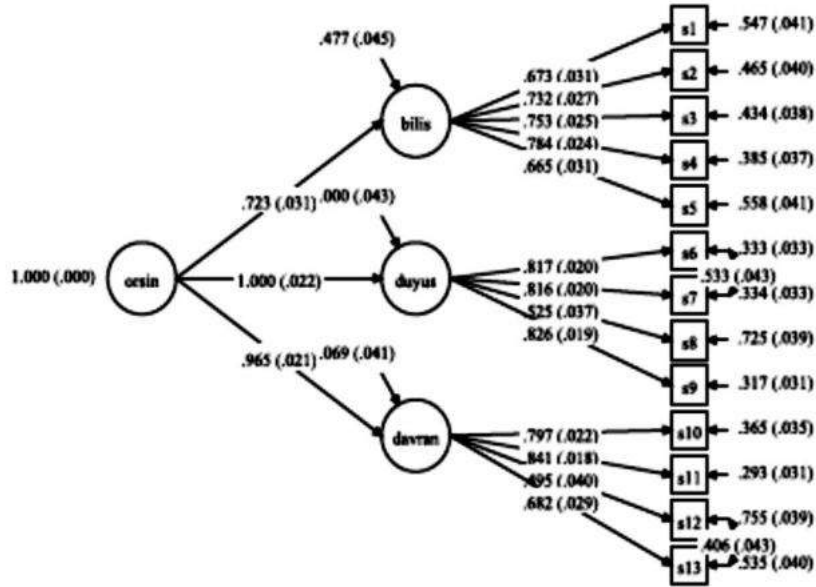 .477 (.045)
s1
.547 (.041)
.673 (.031)
s2
.465 (.040)
.732 (.027)
bilis
.753 (.025)
s3
.434 (.038)
.784 (.024)
s4
.385 (.037)
.665 (.031)
s5
.558 (.041)
.723 (.031)
.000 (.043)
s6
.333 (.033)
.817 (.020)
.533 (.043)
1.000 (.000)
orsin
1.000 (.022)
duyus
.816 (.020)
s7
.334 (.033)
.525 (.037)
s8
.725 (.039)
.826 (.019)
.965 (.021)
.069 (.041)
s9
.317 (.031)
davran
.797 (.022)
s10
.365 (.035)
.841 (.018)
s11
.293 (.031)
.495 (.040)
.682 (.029)
s12
.755 (.039)
.406 (.043)
s13
.535 (.040)